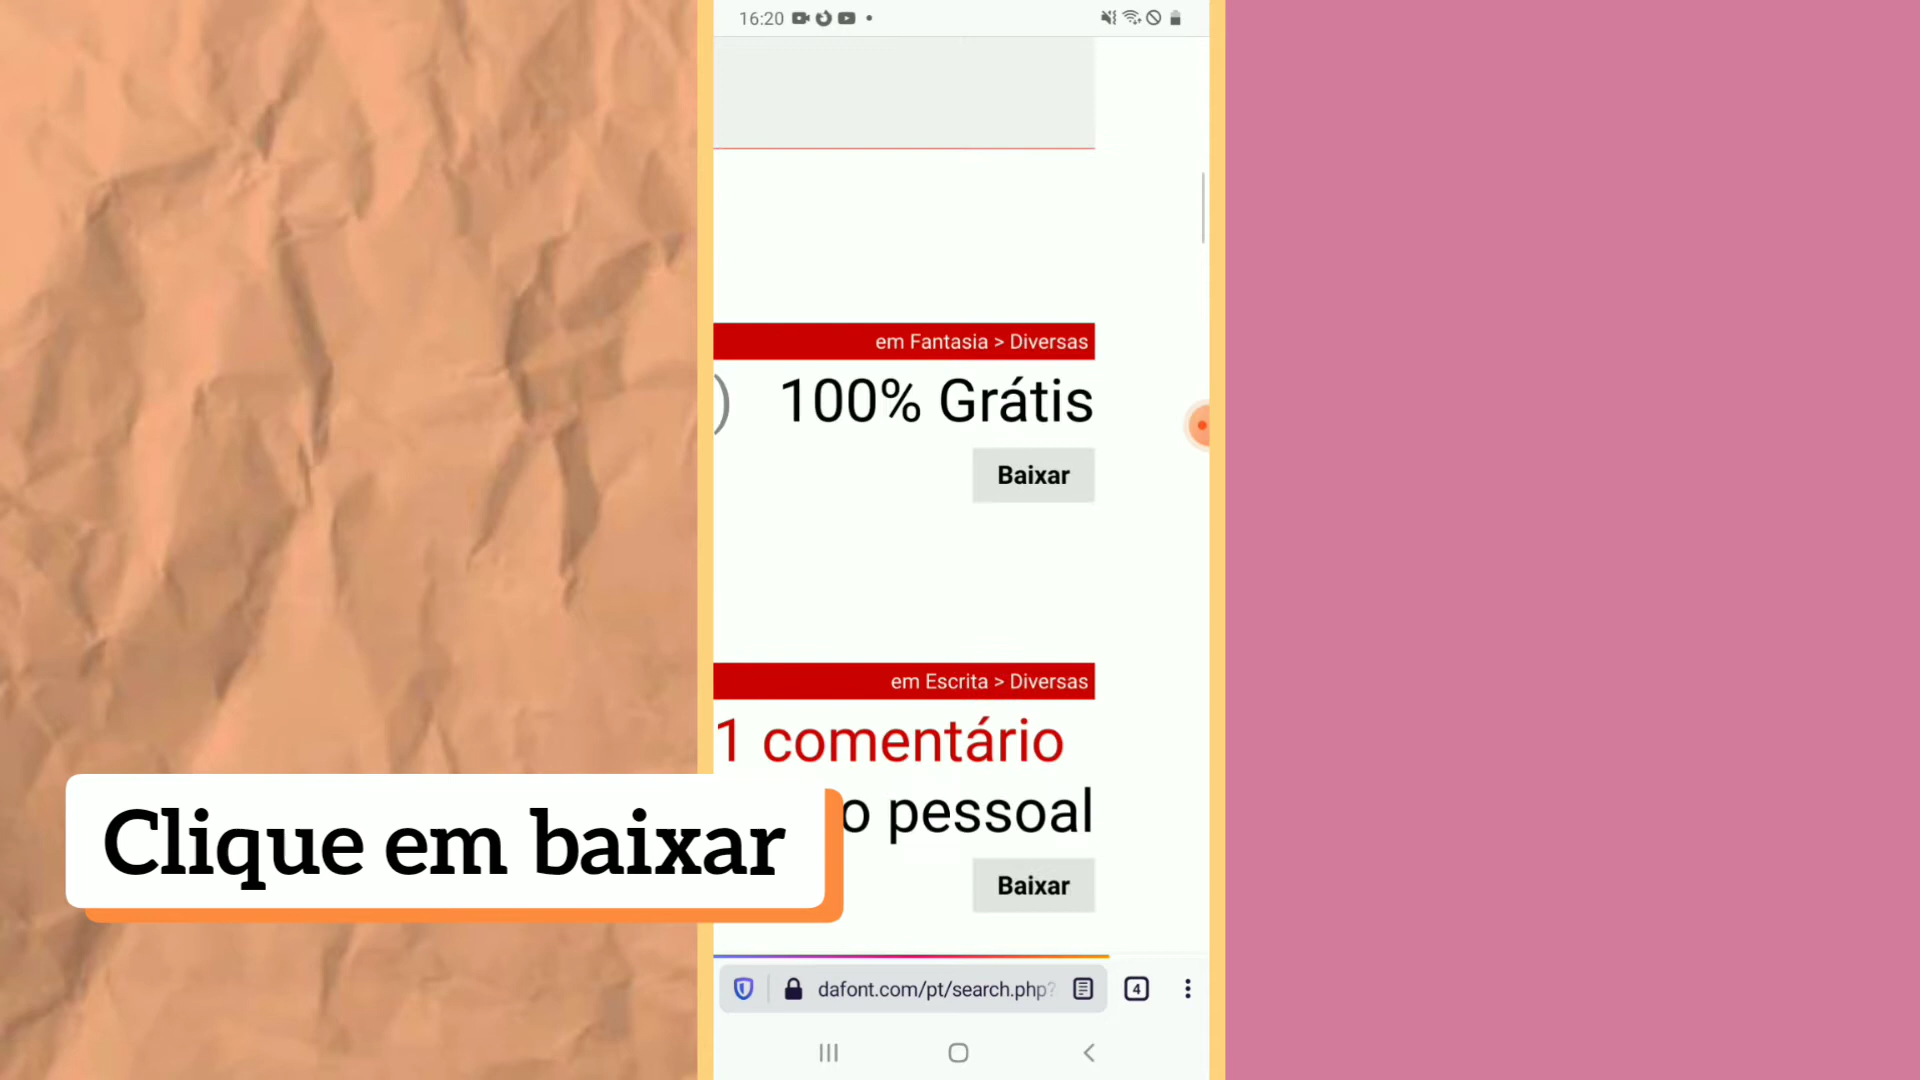 16:20
em Fantasia > Diversas
) 100% Grátis
Baixar
em Escrita > Diversas
1 comentário
o pessoal
Clique em baixar
Baixar
dafont.com/pt/search.php?
4